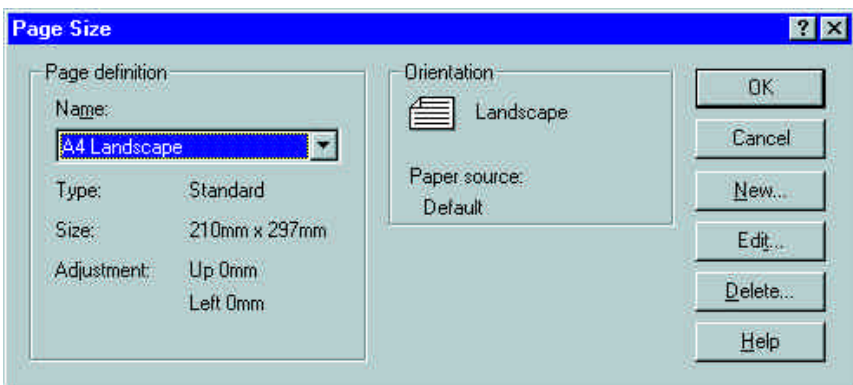 Page Size
Page definition
Name:
A4 Landscape
Type: Standard
Size: 210mm x 297mm
Adjustment: Up 0mm
Left 0mm
Orientation
Landscape
Paper source:
Default
OK
Cancel
New...
Edit...
Delete...
Help